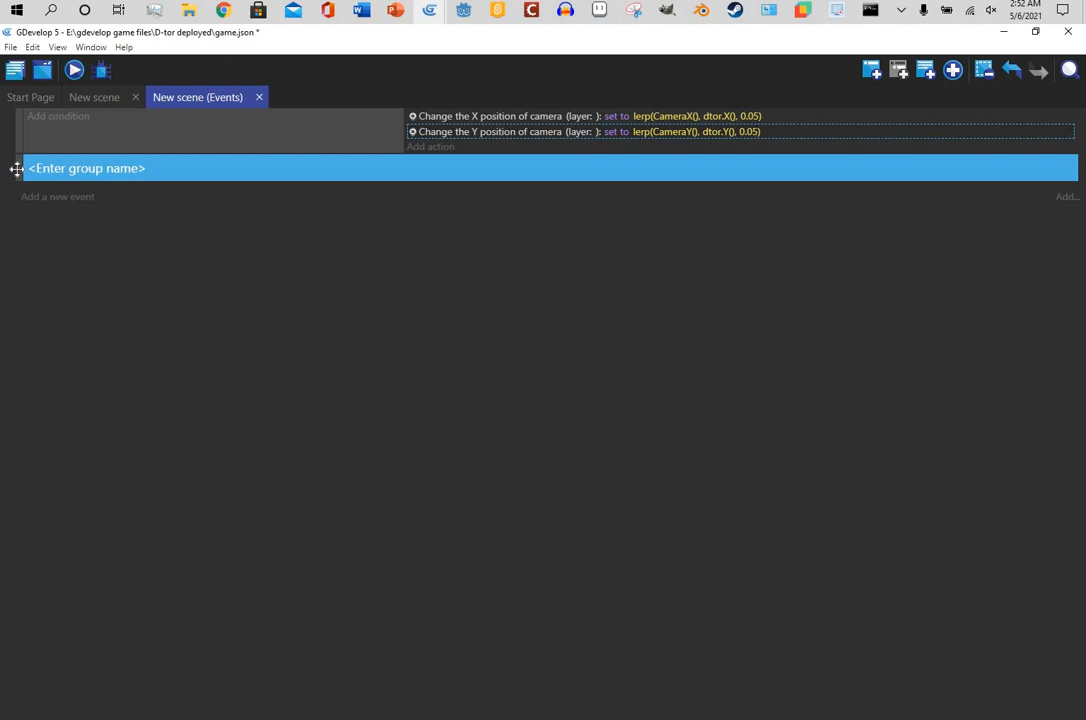 2:52 AM
5/6/2021
GDevelop 5 - E:\gdevelop game files\D-tor deployed\game.json *
File Edit View Window Help
Start Page New scene × New scene (Events) ×
Add condition
Change the X position of camera (layer: ): set to lerp(CameraX(), dtor.X(), 0.05)
Change the Y position of camera (layer: ): set to lerp(CameraY(), dtor.Y(), 0.05)
Add action
<Enter group name>
Add a new event Add...